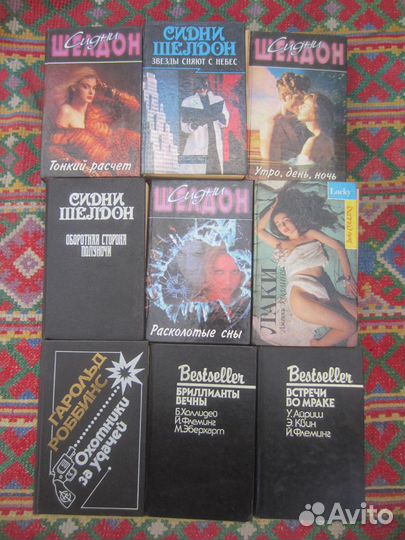 Сидни
ШЕЛДОН
Тонкий расчет
СИДНИ
ШЕЛДОН
ЗВЕЗДЫ СИЯЮТ С НЕБЕС
Сидни
ШЕЛДОН
Утро, день, ночь
СИДНИ
ШЕЛДОН
ОБОРОТНАЯ СТОРОНА
ПОЛУНОЧИ
Сидни
ШЕЛДОН
Расколотые сны
Lucky
ЛАКИ
ГАРОЛЬД
РОББИНС
Охотники
за удачей
Bestseller
БРИЛЛИАНТЫ
ВЕЧНЫ
Б. Холлидей
Й. Флеминг
М. Эберхарт
Bestseller
ВСТРЕЧИ
ВО МРАКЕ
У. Айриш
Э. Квин
Й. Флеминг
Avito